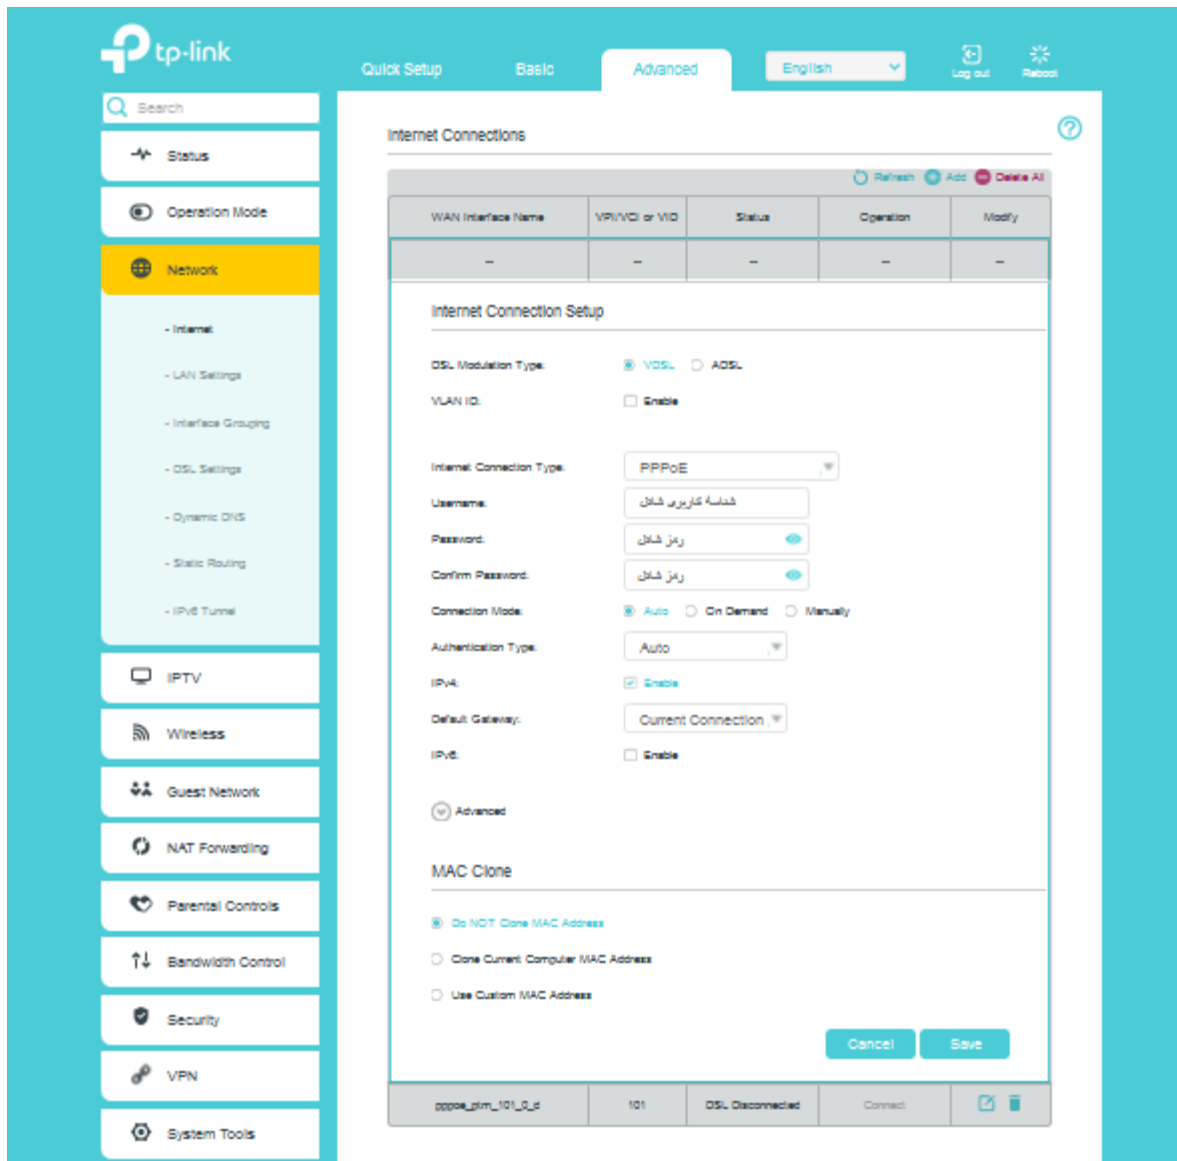 tp-link
Quick Setup Basic Advanced English Log out Reboot
Search
Status
Operation Mode
Network
- Internet
- LAN Settings
- Interface Grouping
- DSL Settings
- Dynamic DNS
- Static Routing
- IPv6 Tunnel
IPTV
Wireless
Guest Network
NAT Forwarding
Parental Controls
Bandwidth Control
Security
VPN
System Tools
Internet Connections
Refresh Add Delete All
WAN Interface Name VPI/VCI or VID Status Operation Modify
-- -- -- -- --
Internet Connection Setup
DSL Modulation Type: VDSL ADSL
VLAN ID: Enable
Internet Connection Type: PPPoE
Username: شناسهٔ کاربری شاتل
Password: رمز شاتل
Confirm Password: رمز شاتل
Connection Mode: Auto On Demand Manually
Authentication Type: Auto
IPv4: Enable
Default Gateway: Current Connection
IPv6: Enable
Advanced
MAC Clone
Do NOT Clone MAC Address
Clone Current Computer MAC Address
Use Custom MAC Address
Cancel Save
pppoe_ptm_101_0_d 101 DSL Disconnected Connect